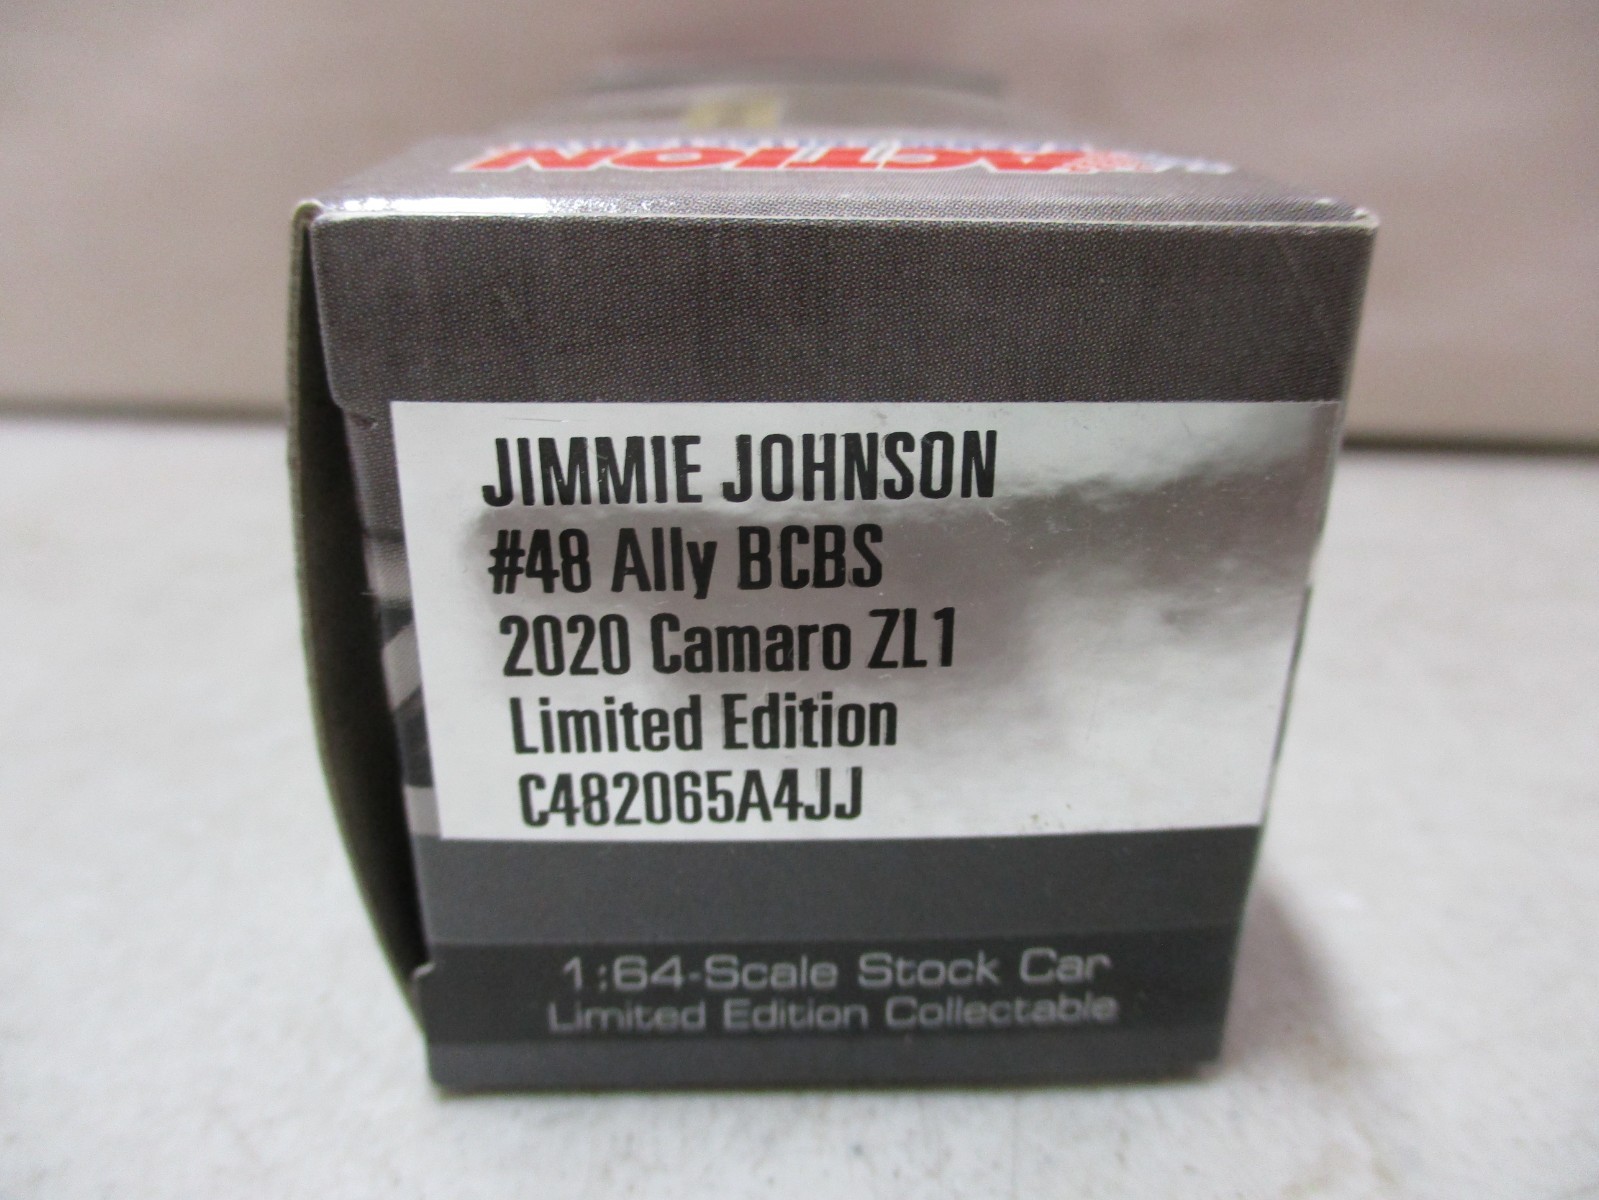 ACTION
JIMMIE JOHNSON
#48 Ally BCBS
2020 Camaro ZL1
Limited Edition
C482065A4JJ
1:64-Scale Stock Car
Limited Edition Collectable